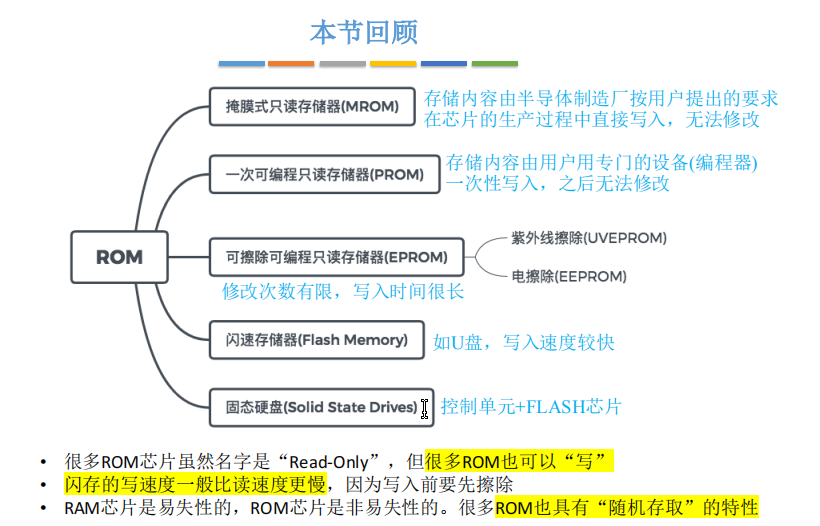 本节回顾
掩膜式只读存储器(MROM)
存储内容由半导体制造厂按用户提出的要求
在芯片的生产过程中直接写入，无法修改
一次可编程只读存储器(PROM)
存储内容由用户用专门的设备(编程器)
一次性写入，之后无法修改
ROM
可擦除可编程只读存储器(EPROM)
紫外线擦除(UVEPROM)
电擦除(EEPROM)
修改次数有限，写入时间很长
闪速存储器(Flash Memory)
如U盘，写入速度较快
固态硬盘(Solid State Drives)
控制单元+FLASH芯片
• 很多ROM芯片虽然名字是“Read-Only”，但很多ROM也可以“写”
• 闪存的写速度一般比读速度更慢，因为写入前要先擦除
• RAM芯片是易失性的，ROM芯片是非易失性的。很多ROM也具有“随机存取”的特性